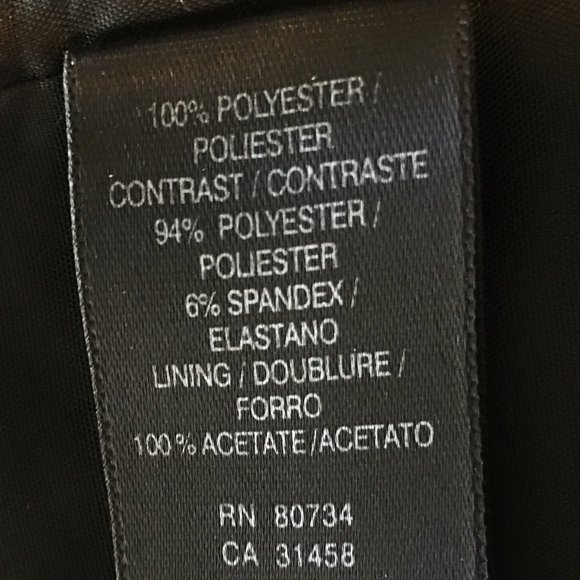 100% POLYESTER /
POLIESTER
CONTRAST / CONTRASTE
94% POLYESTER /
POLIESTER
6% SPANDEX /
ELASTANO
LINING / DOUBLURE /
FORRO
100% ACETATE / ACETATO
RN 80734
CA 31458